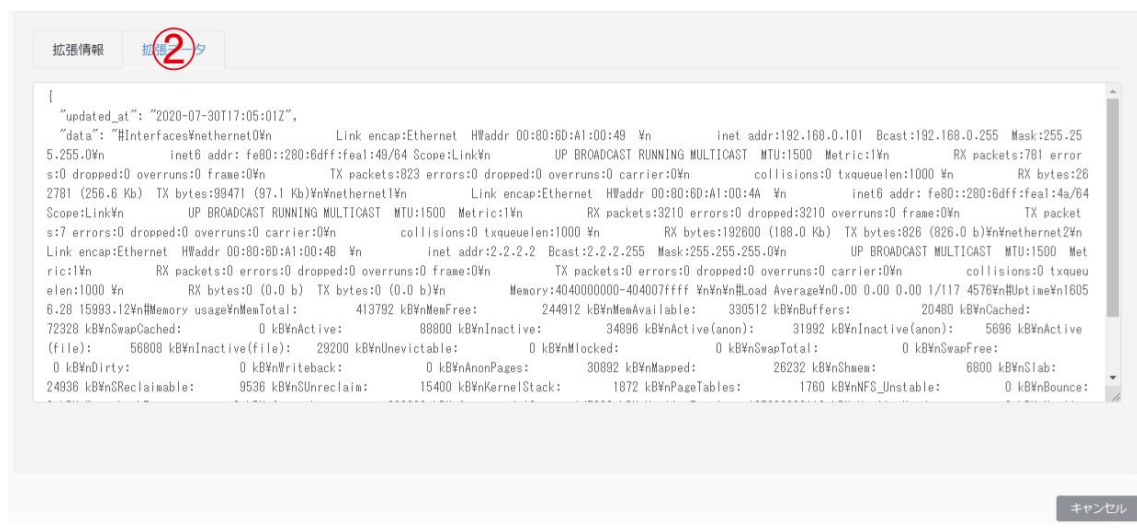 拡張情報 拡張データ
②
{
"updated_at": "2020-07-30T17:05:01Z",
"data": "#Interfaces¥nethernet0¥n Link encap:Ethernet HWaddr 00:80:6D:A1:00:49 ¥n inet addr:192.168.0.101 Bcast:192.168.0.255 Mask:255.25
5.255.0¥n inet6 addr: fe80::280:6dff:fea1:49/64 Scope:Link¥n UP BROADCAST RUNNING MULTICAST MTU:1500 Metric:1¥n RX packets:781 error
s:0 dropped:0 overruns:0 frame:0¥n TX packets:823 errors:0 dropped:0 overruns:0 carrier:0¥n collisions:0 txqueuelen:1000 ¥n RX bytes:26
2781 (256.6 Kb) TX bytes:99471 (97.1 Kb)¥n¥nethernet1¥n Link encap:Ethernet HWaddr 00:80:6D:A1:00:4A ¥n inet6 addr: fe80::280:6dff:fea1:4a/64
Scope:Link¥n UP BROADCAST RUNNING MULTICAST MTU:1500 Metric:1¥n RX packets:3210 errors:0 dropped:3210 overruns:0 frame:0¥n TX packet
s:7 errors:0 dropped:0 overruns:0 carrier:0¥n collisions:0 txqueuelen:1000 ¥n RX bytes:192600 (188.0 Kb) TX bytes:826 (826.0 b)¥n¥nethernet2¥n
Link encap:Ethernet HWaddr 00:80:6D:A1:00:4B ¥n inet addr:2.2.2.2 Bcast:2.2.2.255 Mask:255.255.255.0¥n UP BROADCAST MULTICAST MTU:1500 Met
ric:1¥n RX packets:0 errors:0 dropped:0 overruns:0 frame:0¥n TX packets:0 errors:0 dropped:0 overruns:0 carrier:0¥n collisions:0 txqueu
elen:1000 ¥n RX bytes:0 (0.0 b) TX bytes:0 (0.0 b)¥n Memory:4040000000-404007ffff ¥n¥n¥n#Load Average¥n0.00 0.00 0.00 1/117 4576¥n#Uptime¥n1605
6.28 15993.12¥n#Memory usage¥nMemTotal: 413792 kB¥nMemFree: 244912 kB¥nMemAvailable: 330512 kB¥nBuffers: 20480 kB¥nCached:
72328 kB¥nSwapCached: 0 kB¥nActive: 88800 kB¥nInactive: 34896 kB¥nActive(anon): 31992 kB¥nInactive(anon): 5696 kB¥nActive
(file): 56808 kB¥nInactive(file): 29200 kB¥nUnevictable: 0 kB¥nMlocked: 0 kB¥nSwapTotal: 0 kB¥nSwapFree:
0 kB¥nDirty: 0 kB¥nWriteback: 0 kB¥nAnonPages: 30892 kB¥nMapped: 26232 kB¥nShmem: 6800 kB¥nSlab:
24936 kB¥nSReclaimable: 9536 kB¥nSUnreclaim: 15400 kB¥nKernelStack: 1872 kB¥nPageTables: 1760 kB¥nNFS_Unstable: 0 kB¥nBounce:
キャンセル